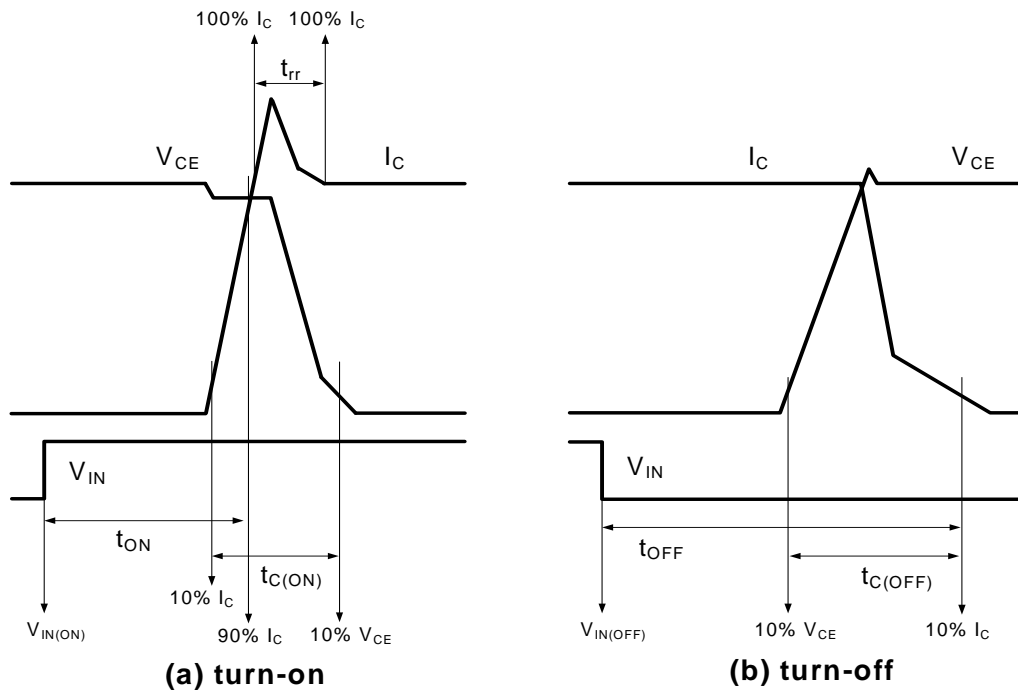 100% I_C 100% I_C
t_rr
V_CE I_C I_C V_CE
V_IN V_IN
t_ON t_OFF
t_C(ON) t_C(OFF)
10% I_C
V_IN(ON) 90% I_C 10% V_CE V_IN(OFF) 10% V_CE 10% I_C
(a) turn-on (b) turn-off